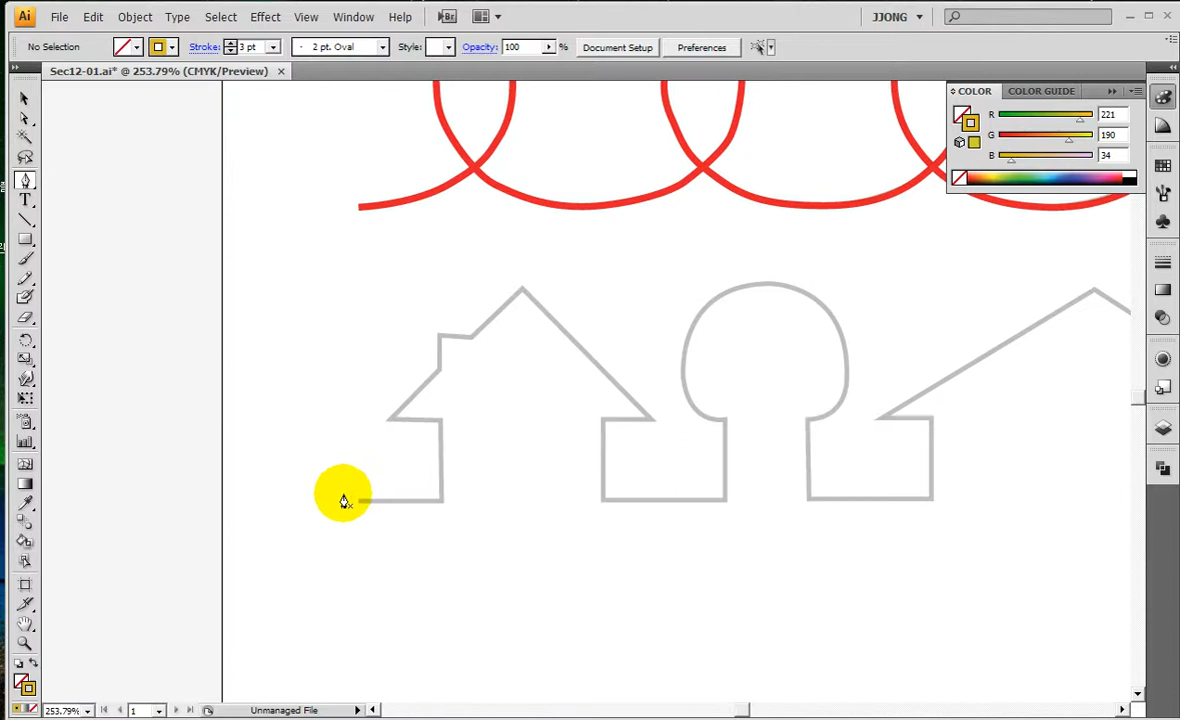 Ai File Edit Object Type Select Effect View Window Help Br JJONG
No Selection Stroke: 3 pt 2 pt. Oval Style: Opacity: 100 % Document Setup Preferences
Sec12-01.ai* @ 253.79% (CMYK/Preview)
COLOR COLOR GUIDE
R 221
G 190
B 34
T
253.79% 1 Unmanaged File